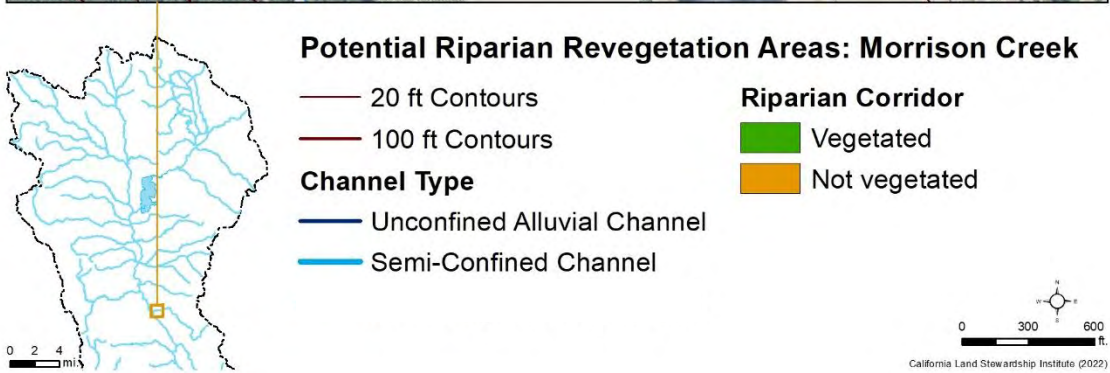 Potential Riparian Revegetation Areas: Morrison Creek
20 ft Contours
100 ft Contours
Channel Type
Unconfined Alluvial Channel
Semi-Confined Channel
Riparian Corridor
Vegetated
Not vegetated
N
W E
S
0 300 600
ft.
0 2 4
mi.
California Land Stewardship Institute (2022)